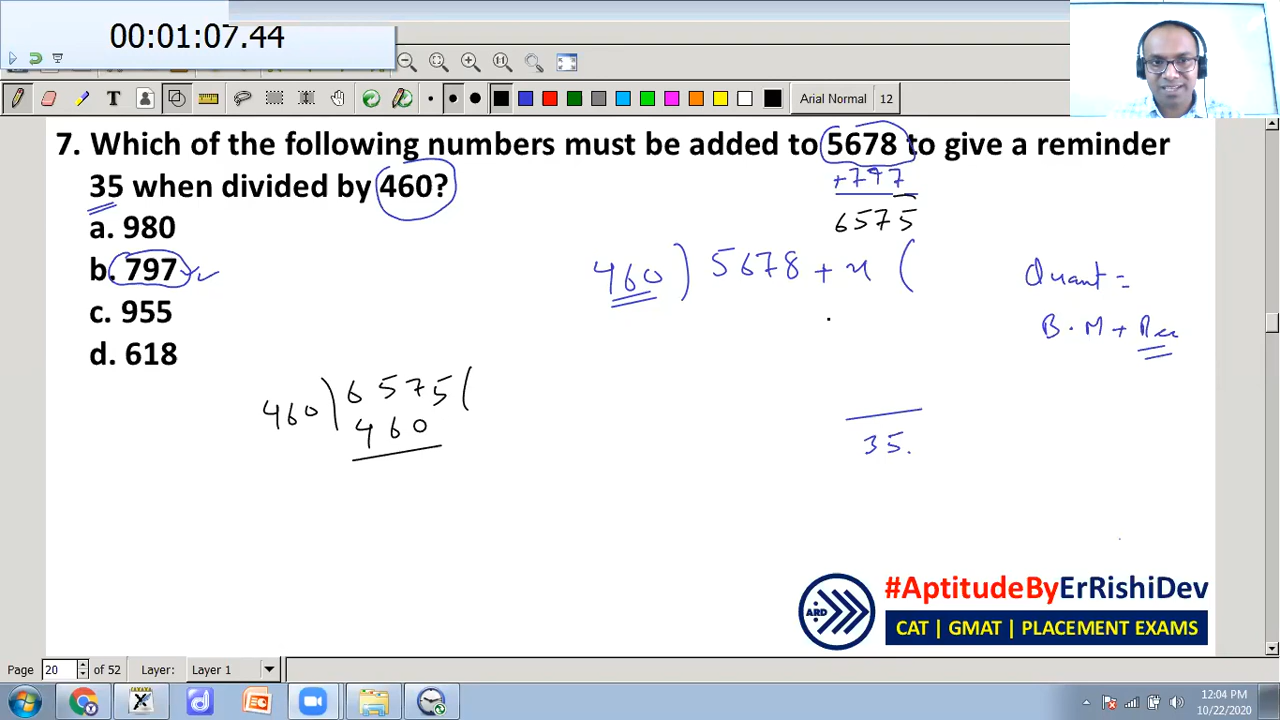 00:01:07.44
Arial Normal 12
7. Which of the following numbers must be added to 5678 to give a reminder
35 when divided by 460?
+797
6575
a. 980
b. 797
c. 955
d. 618
460 ) 5678 + x (
Quant =
B. M + Rem
35.
460 ) 6575 (
460
#AptitudeByErRishiDev
ARD
CAT | GMAT | PLACEMENT EXAMS
Page 20 of 52 Layer: Layer 1
12:04 PM
10/22/2020